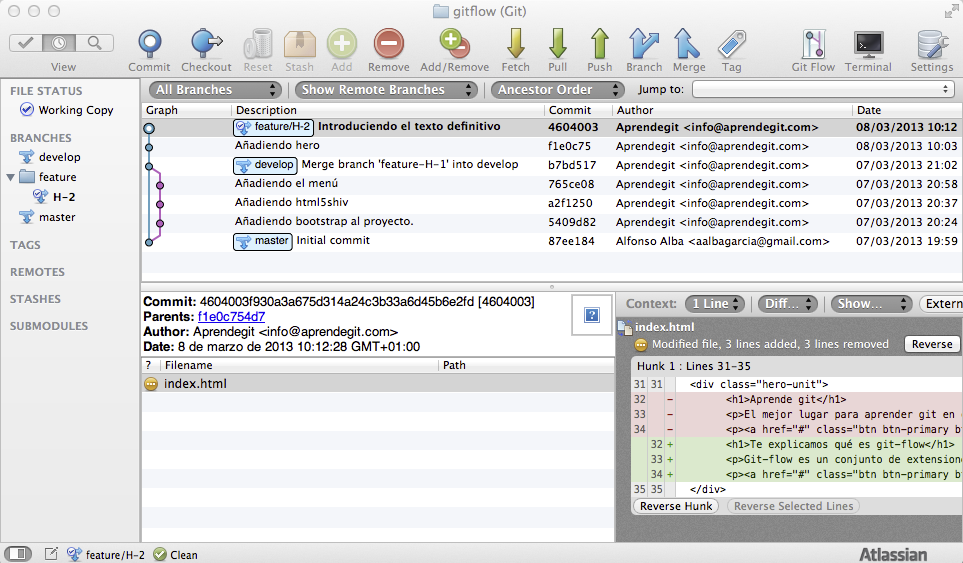 gitflow (Git)
View Commit Checkout Reset Stash Add Remove Add/Remove Fetch Pull Push Branch Merge Tag Git Flow Terminal Settings
FILE STATUS
Working Copy
BRANCHES
develop
feature
H-2
master
TAGS
REMOTES
STASHES
SUBMODULES
All Branches Show Remote Branches Ancestor Order Jump to:
Graph Description Commit Author Date
feature/H-2 Introduciendo el texto definitivo 4604003 Aprendegit <info@aprendegit.com> 08/03/2013 10:12
Añadiendo hero f1e0c75 Aprendegit <info@aprendegit.com> 08/03/2013 10:03
develop Merge branch 'feature-H-1' into develop b7bd517 Aprendegit <info@aprendegit.com> 07/03/2013 21:02
Añadiendo el menú 765ce08 Aprendegit <info@aprendegit.com> 07/03/2013 20:58
Añadiendo html5shiv a2f1250 Aprendegit <info@aprendegit.com> 07/03/2013 20:37
Añadiendo bootstrap al proyecto. 5409d82 Aprendegit <info@aprendegit.com> 07/03/2013 20:24
master Initial commit 87ee184 Alfonso Alba <aalbagarcia@gmail.com> 07/03/2013 19:59
Commit: 4604003f930a3a675d314a24c3b33a6d45b6e2fd [4604003]
Parents: f1e0c754d7
Author: Aprendegit <info@aprendegit.com>
Date: 8 de marzo de 2013 10:12:28 GMT+01:00
? Filename Path
index.html
Context: 1 Line Diff... Show... Extern
index.html
Modified file, 3 lines added, 3 lines removed Reverse
Hunk 1 : Lines 31-35
31 31 <div class="hero-unit">
32 - <h1>Aprende git</h1>
33 - <p>El mejor lugar para aprender git en
34 - <p><a href="#" class="btn btn-primary b
32 + <h1>Te explicamos qué es git-flow</h1>
33 + <p>Git-flow es un conjunto de extension
34 + <p><a href="#" class="btn btn-primary b
35 35 </div>
Reverse Hunk Reverse Selected Lines
feature/H-2 Clean Atlassian